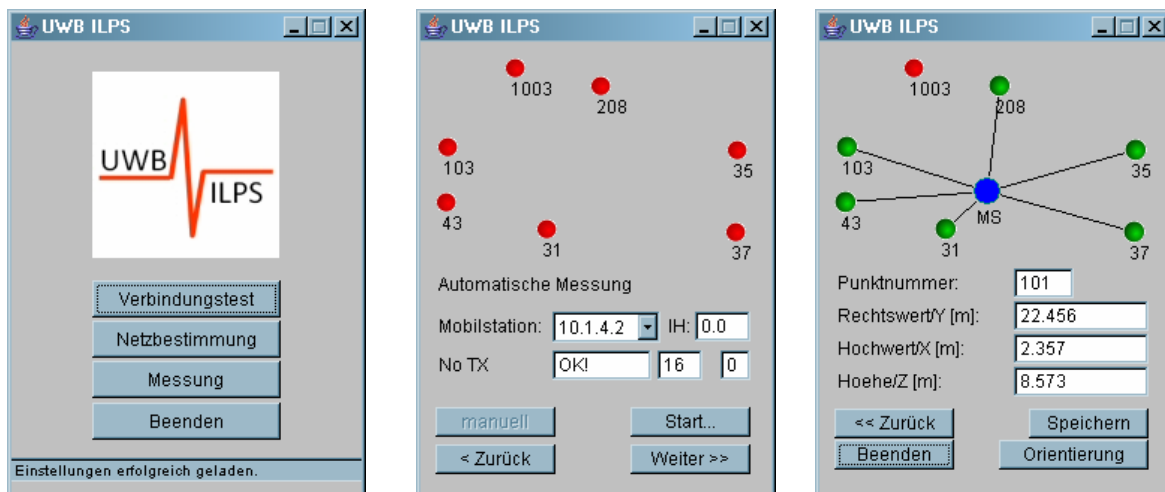 UWB ILPS
UWB
ILPS
Verbindungstest
Netzbestimmung
Messung
Beenden
Einstellungen erfolgreich geladen.
UWB ILPS
1003
208
103
35
43
31
37
Automatische Messung
Mobilstation: 10.1.4.2 IH: 0.0
No TX OK! 16 0
manuell Start...
< Zurück Weiter >>
UWB ILPS
1003
208
103
35
43
MS
31
37
Punktnummer: 101
Rechtswert/Y [m]: 22.456
Hochwert/X [m]: 2.357
Hoehe/Z [m]: 8.573
<< Zurück Speichern
Beenden Orientierung